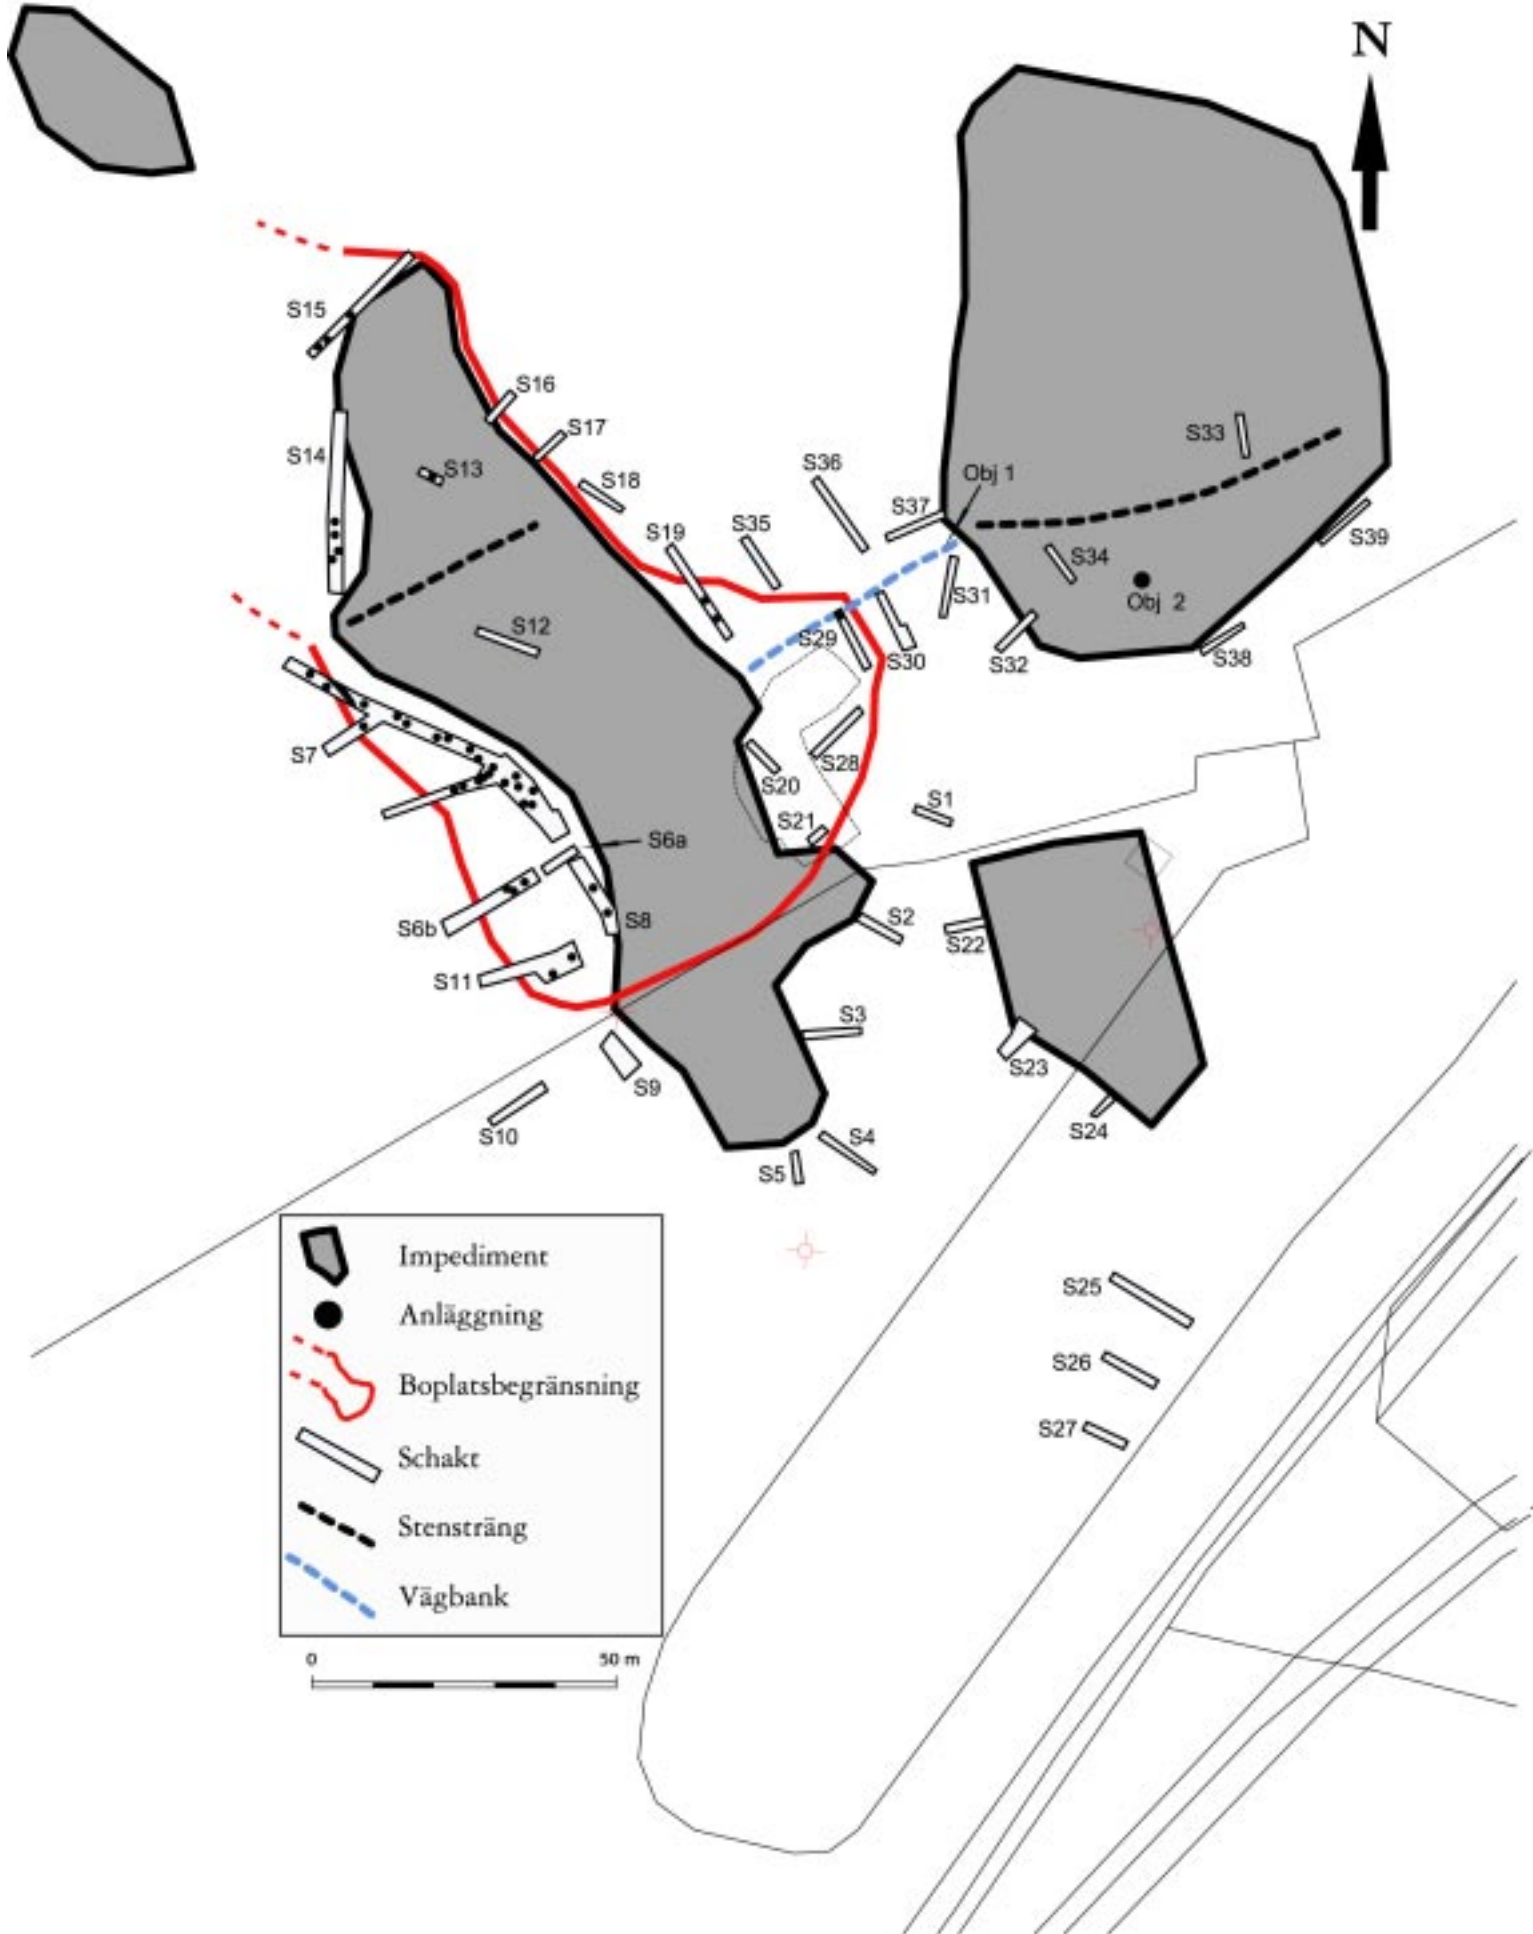 N
S15
S16
S17
S14
S13
S18
S36
S33
Obj 1
S37
S19
S35
S39
S34
S31
Obj 2
S12
S29
S30
S32
S38
S7
S28
S20
S1
S21
S6a
S6b
S8
S2
S22
S11
S3
S23
S9
S10
S24
S4
S5
Impediment
Anläggning
Boplatsbegränsning
Schakt
Stensträng
Vägbank
0 50 m
S25
S26
S27